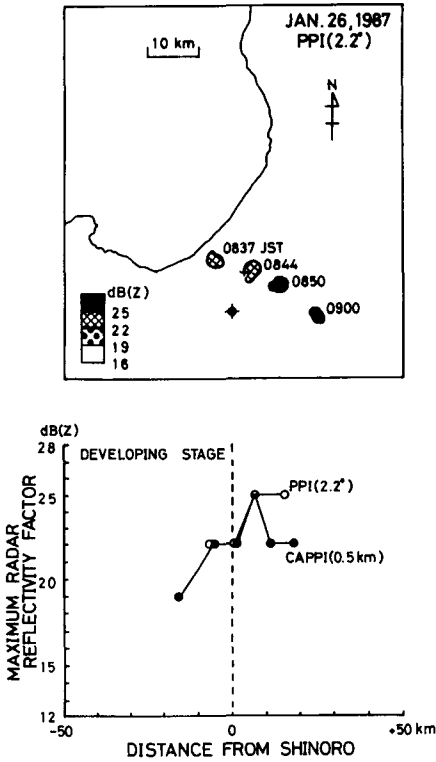 JAN. 26, 1987
PPI(2.2°)
10 km
N
0837 JST
0844
0850
0900
dB(Z)
25
22
19
16
dB(Z)
28
25
20
15
12
DEVELOPING STAGE
PPI(2.2°)
CAPPI(0.5km)
MAXIMUM RADAR
REFLECTIVITY FACTOR
-50
0
+50 km
DISTANCE FROM SHINORO